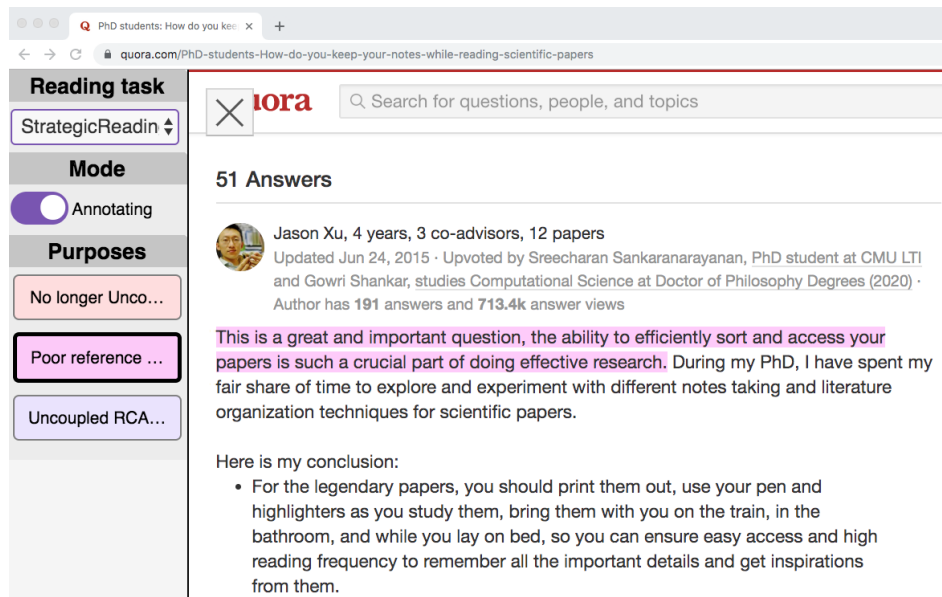 PhD students: How do you kee
quora.com/PhD-students-How-do-you-keep-your-notes-while-reading-scientific-papers
Reading task
StrategicReadin
Mode
Annotating
Purposes
No longer Unco...
Poor reference ...
Uncoupled RCA...
uora
Search for questions, people, and topics
51 Answers
Jason Xu, 4 years, 3 co-advisors, 12 papers
Updated Jun 24, 2015 · Upvoted by Sreecharan Sankaranarayanan, PhD student at CMU LTI
and Gowri Shankar, studies Computational Science at Doctor of Philosophy Degrees (2020) ·
Author has 191 answers and 713.4k answer views
This is a great and important question, the ability to efficiently sort and access your
papers is such a crucial part of doing effective research. During my PhD, I have spent my
fair share of time to explore and experiment with different notes taking and literature
organization techniques for scientific papers.
Here is my conclusion:
• For the legendary papers, you should print them out, use your pen and
highlighters as you study them, bring them with you on the train, in the
bathroom, and while you lay on bed, so you can ensure easy access and high
reading frequency to remember all the important details and get inspirations
from them.